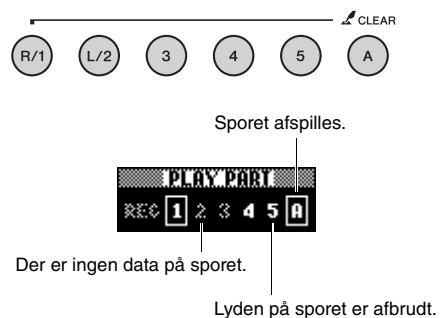 CLEAR
R/1 L/2 3 4 5 A
Sporet afspilles.
PLAY PART
REC 1 2 3 4 5 A
Der er ingen data på sporet.
Lyden på sporet er afbrudt.